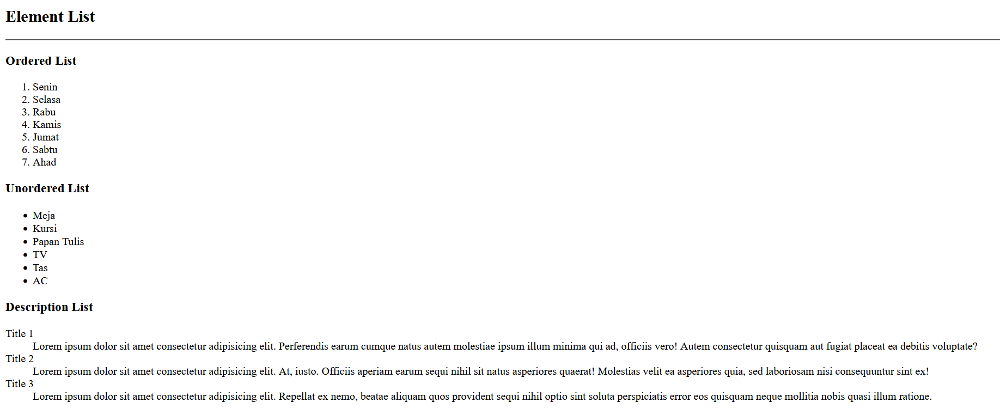 Element List
Ordered List
1. Senin
2. Selasa
3. Rabu
4. Kamis
5. Jumat
6. Sabtu
7. Ahad
Unordered List
• Meja
• Kursi
• Papan Tulis
• TV
• Tas
• AC
Description List
Title 1
Lorem ipsum dolor sit amet consectetur adipisicing elit. Perferendis earum cumque natus autem molestiae ipsum illum minima qui ad, officiis vero! Autem consectetur quisquam aut fugiat placeat ea debitis voluptate?
Title 2
Lorem ipsum dolor sit amet consectetur adipisicing elit. At, iusto. Officiis aperiam earum sequi nihil sit natus asperiores quaerat! Molestias velit ea asperiores quia, sed laboriosam nisi consequuntur sint ex!
Title 3
Lorem ipsum dolor sit amet consectetur adipisicing elit. Repellat ex nemo, beatae aliquam quos provident sequi nihil optio sint soluta perspiciatis error eos quisquam neque mollitia nobis quasi illum ratione.